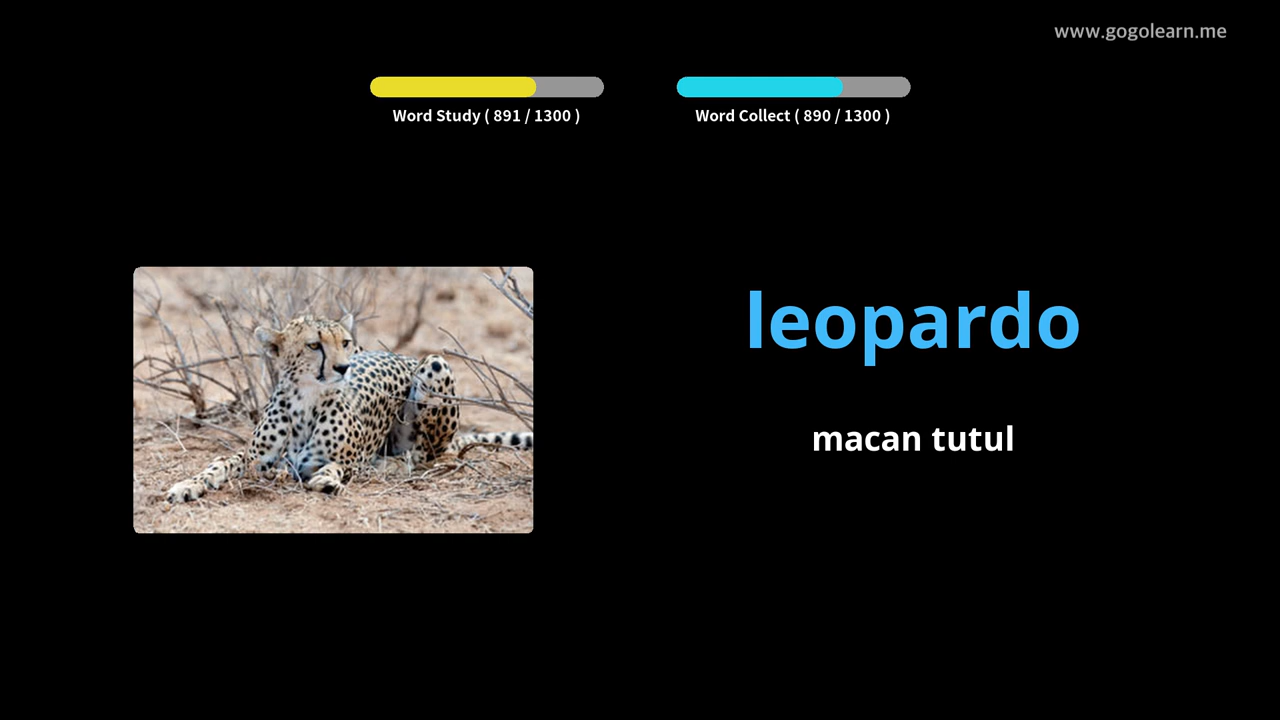 www.gogolearn.me
Word Study ( 891 / 1300 )
Word Collect ( 890 / 1300 )
leopardo
macan tutul